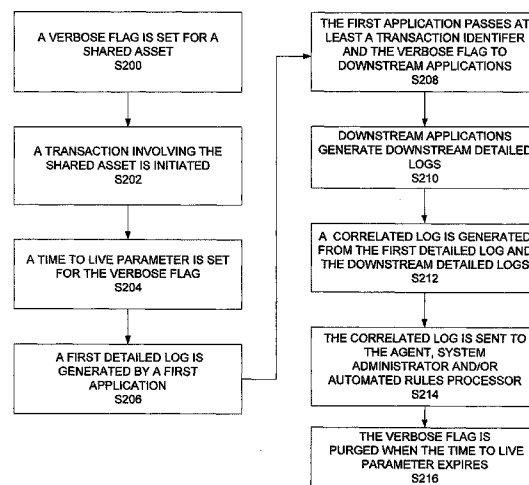 A VERBOSE FLAG IS SET FOR A
SHARED ASSET
S200
A TRANSACTION INVOLVING THE
SHARED ASSET IS INITIATED
S202
A TIME TO LIVE PARAMETER IS SET
FOR THE VERBOSE FLAG
S204
A FIRST DETAILED LOG IS
GENERATED BY A FIRST
APPLICATION
S206
THE FIRST APPLICATION PASSES AT
LEAST A TRANSACTION IDENTIFER
AND THE VERBOSE FLAG TO
DOWNSTREAM APPLICATIONS
S208
DOWNSTREAM APPLICATIONS
GENERATE DOWNSTREAM DETAILED
LOGS
S210
A CORRELATED LOG IS GENERATED
FROM THE FIRST DETAILED LOG AND
THE DOWNSTREAM DETAILED LOGS
S212
THE CORRELATED LOG IS SENT TO
THE AGENT, SYSTEM
ADMINISTRATOR AND/OR
AUTOMATED RULES PROCESSOR
S214
THE VERBOSE FLAG IS
PURGED WHEN THE TIME TO LIVE
PARAMETER EXPIRES
S216